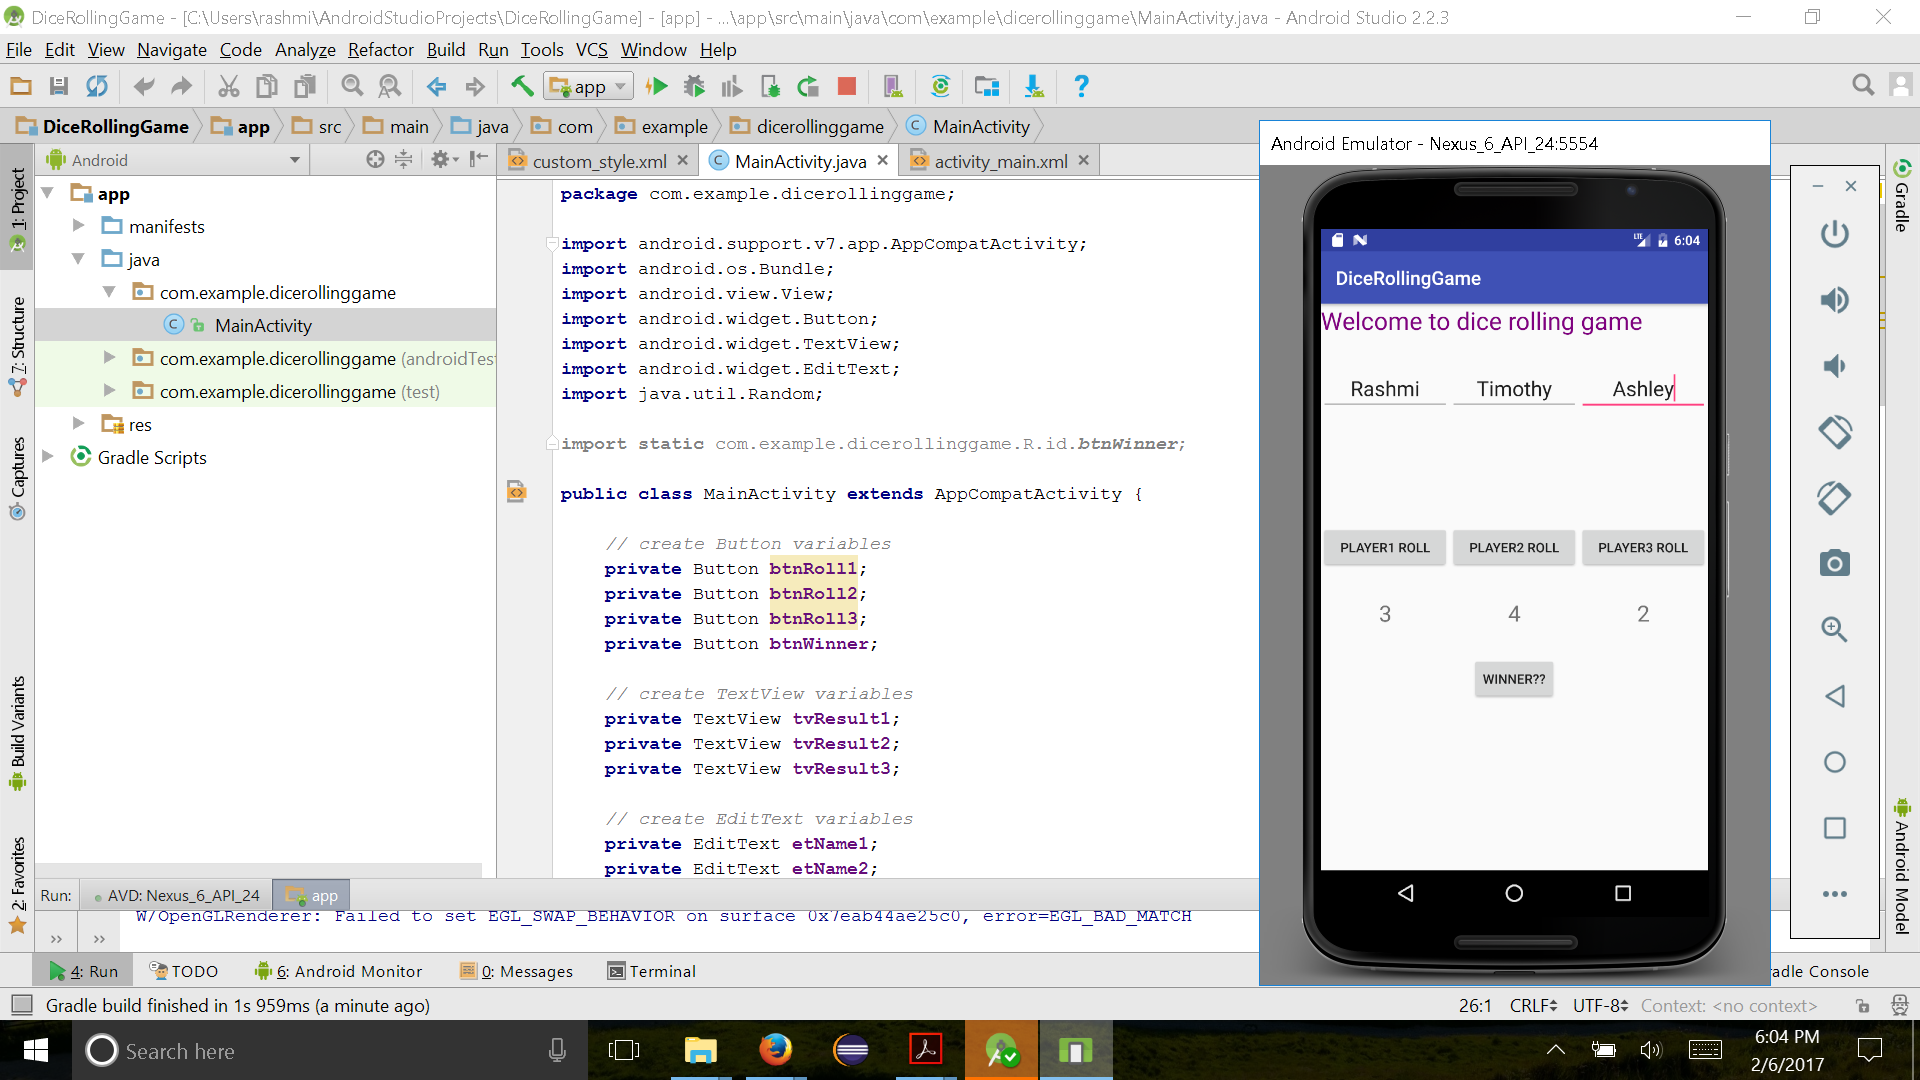 DiceRollingGame - [C:\Users\rashmi\AndroidStudioProjects\DiceRollingGame] - [app] - ...\app\src\main\java\com\example\dicerollinggame\MainActivity.java - Android Studio 2.2.3
File Edit View Navigate Code Analyze Refactor Build Run Tools VCS Window Help
app
DiceRollingGame app src main java com example dicerollinggame MainActivity
Android
custom_style.xml MainActivity.java activity_main.xml
1: Project
7: Structure
Captures
Build Variants
2: Favorites
app
manifests
java
com.example.dicerollinggame
MainActivity
com.example.dicerollinggame (androidTes
com.example.dicerollinggame (test)
res
Gradle Scripts
package com.example.dicerollinggame;
import android.support.v7.app.AppCompatActivity;
import android.os.Bundle;
import android.view.View;
import android.widget.Button;
import android.widget.TextView;
import android.widget.EditText;
import java.util.Random;
import static com.example.dicerollinggame.R.id.btnWinner;
public class MainActivity extends AppCompatActivity {
// create Button variables
private Button btnRoll1;
private Button btnRoll2;
private Button btnRoll3;
private Button btnWinner;
// create TextView variables
private TextView tvResult1;
private TextView tvResult2;
private TextView tvResult3;
// create EditText variables
private EditText etName1;
private EditText etName2;
Android Emulator - Nexus_6_API_24:5554
LTE 6:04
DiceRollingGame
Welcome to dice rolling game
Rashmi Timothy Ashley
PLAYER1 ROLL PLAYER2 ROLL PLAYER3 ROLL
3 4 2
WINNER??
Gradle
Android Model
Run: AVD: Nexus_6_API_24 app
W/OpenGLRenderer: Failed to set EGL_SWAP_BEHAVIOR on surface 0x7eab44ae25c0, error=EGL_BAD_MATCH
4: Run TODO 6: Android Monitor 0: Messages Terminal
radle Console
Gradle build finished in 1s 959ms (a minute ago)
26:1 CRLF UTF-8 Context: <no context>
Search here
6:04 PM
2/6/2017